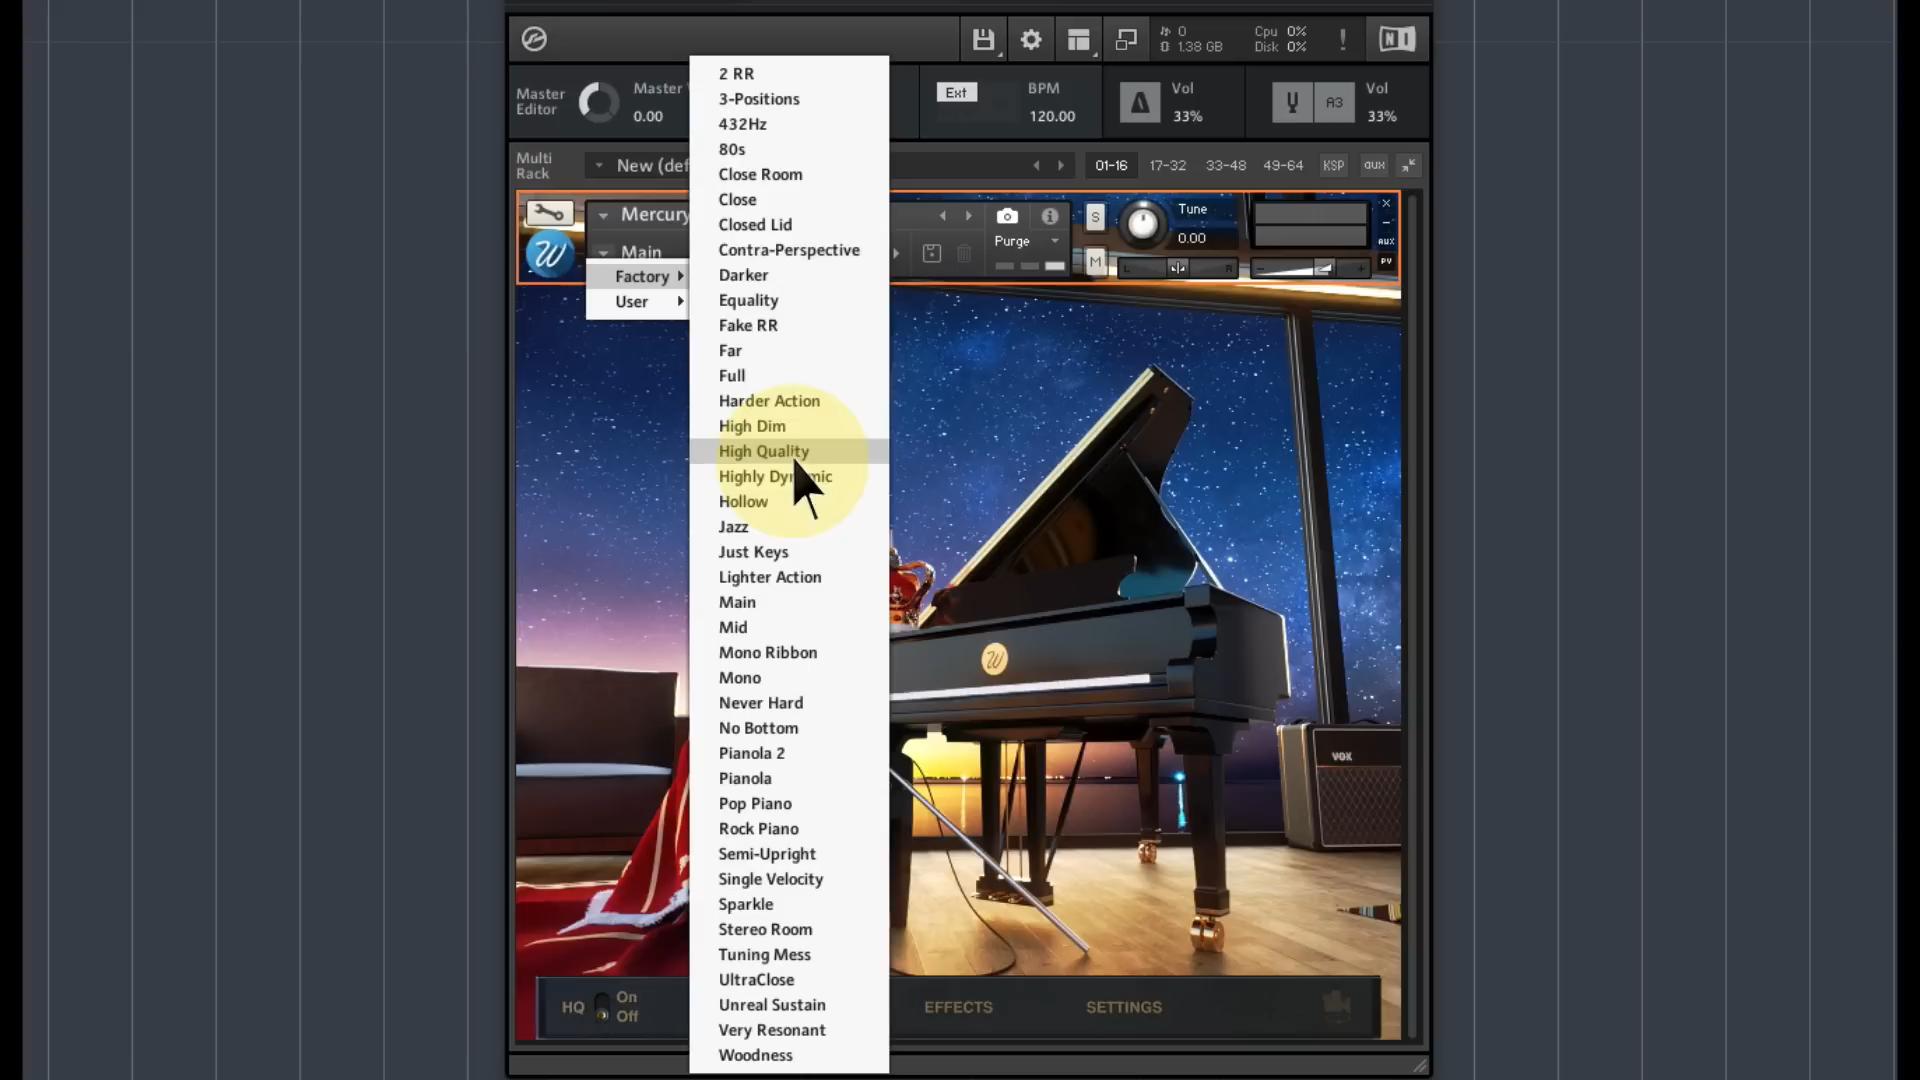 0
1.38 GB
Cpu 0%
Disk 0%
!
NI
Master
Editor
Master
0.00
Ext
BPM
120.00
Vol
33%
A3
Vol
33%
Multi
Rack
New (def
01-16
17-32
33-48
49-64
KSP
aux
W
Mercury
Main
Purge
S
M
Tune
0.00
L
R
AUX
PV
Factory
User
2 RR
3-Positions
432Hz
80s
Close Room
Close
Closed Lid
Contra-Perspective
Darker
Equality
Fake RR
Far
Full
Harder Action
High Dim
High Quality
Highly Dynamic
Hollow
Jazz
Just Keys
Lighter Action
Main
Mid
Mono Ribbon
Mono
Never Hard
No Bottom
Pianola 2
Pianola
Pop Piano
Rock Piano
Semi-Upright
Single Velocity
Sparkle
Stereo Room
Tuning Mess
UltraClose
Unreal Sustain
Very Resonant
Woodness
W
VOX
HQ
On
Off
EFFECTS
SETTINGS